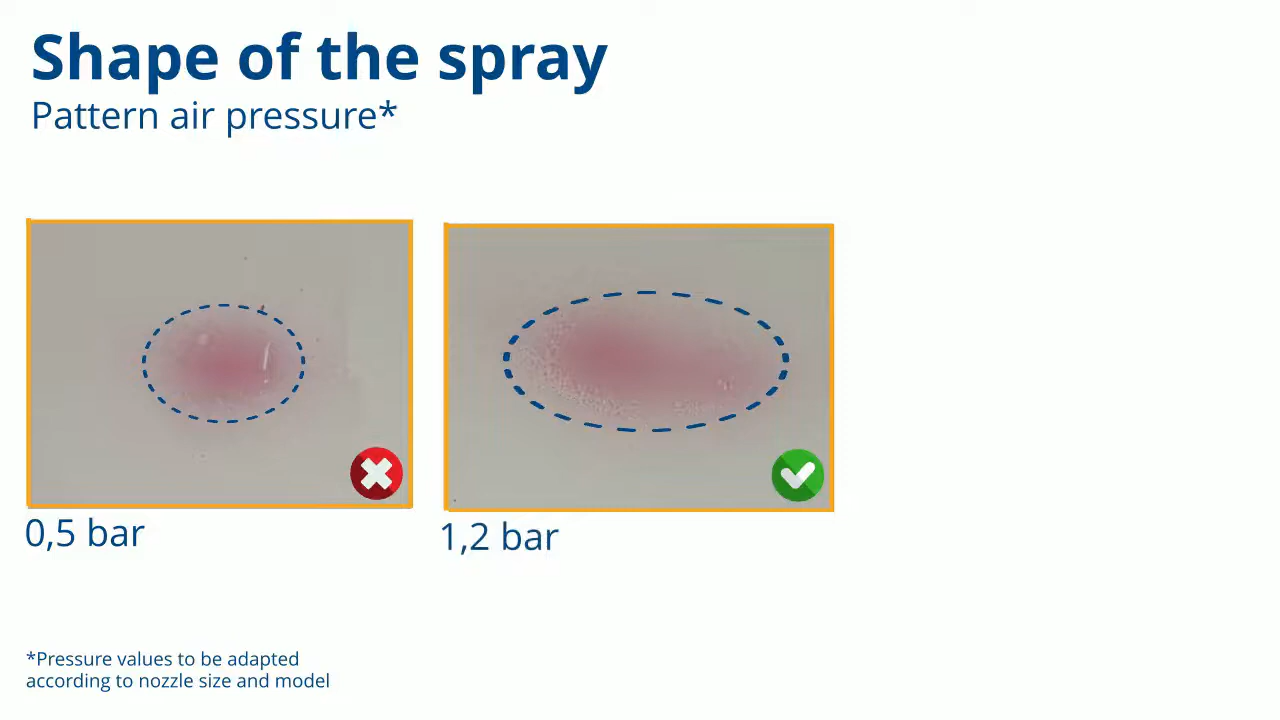 Shape of the spray
Pattern air pressure*
0,5 bar
1,2 bar
*Pressure values to be adapted
according to nozzle size and model